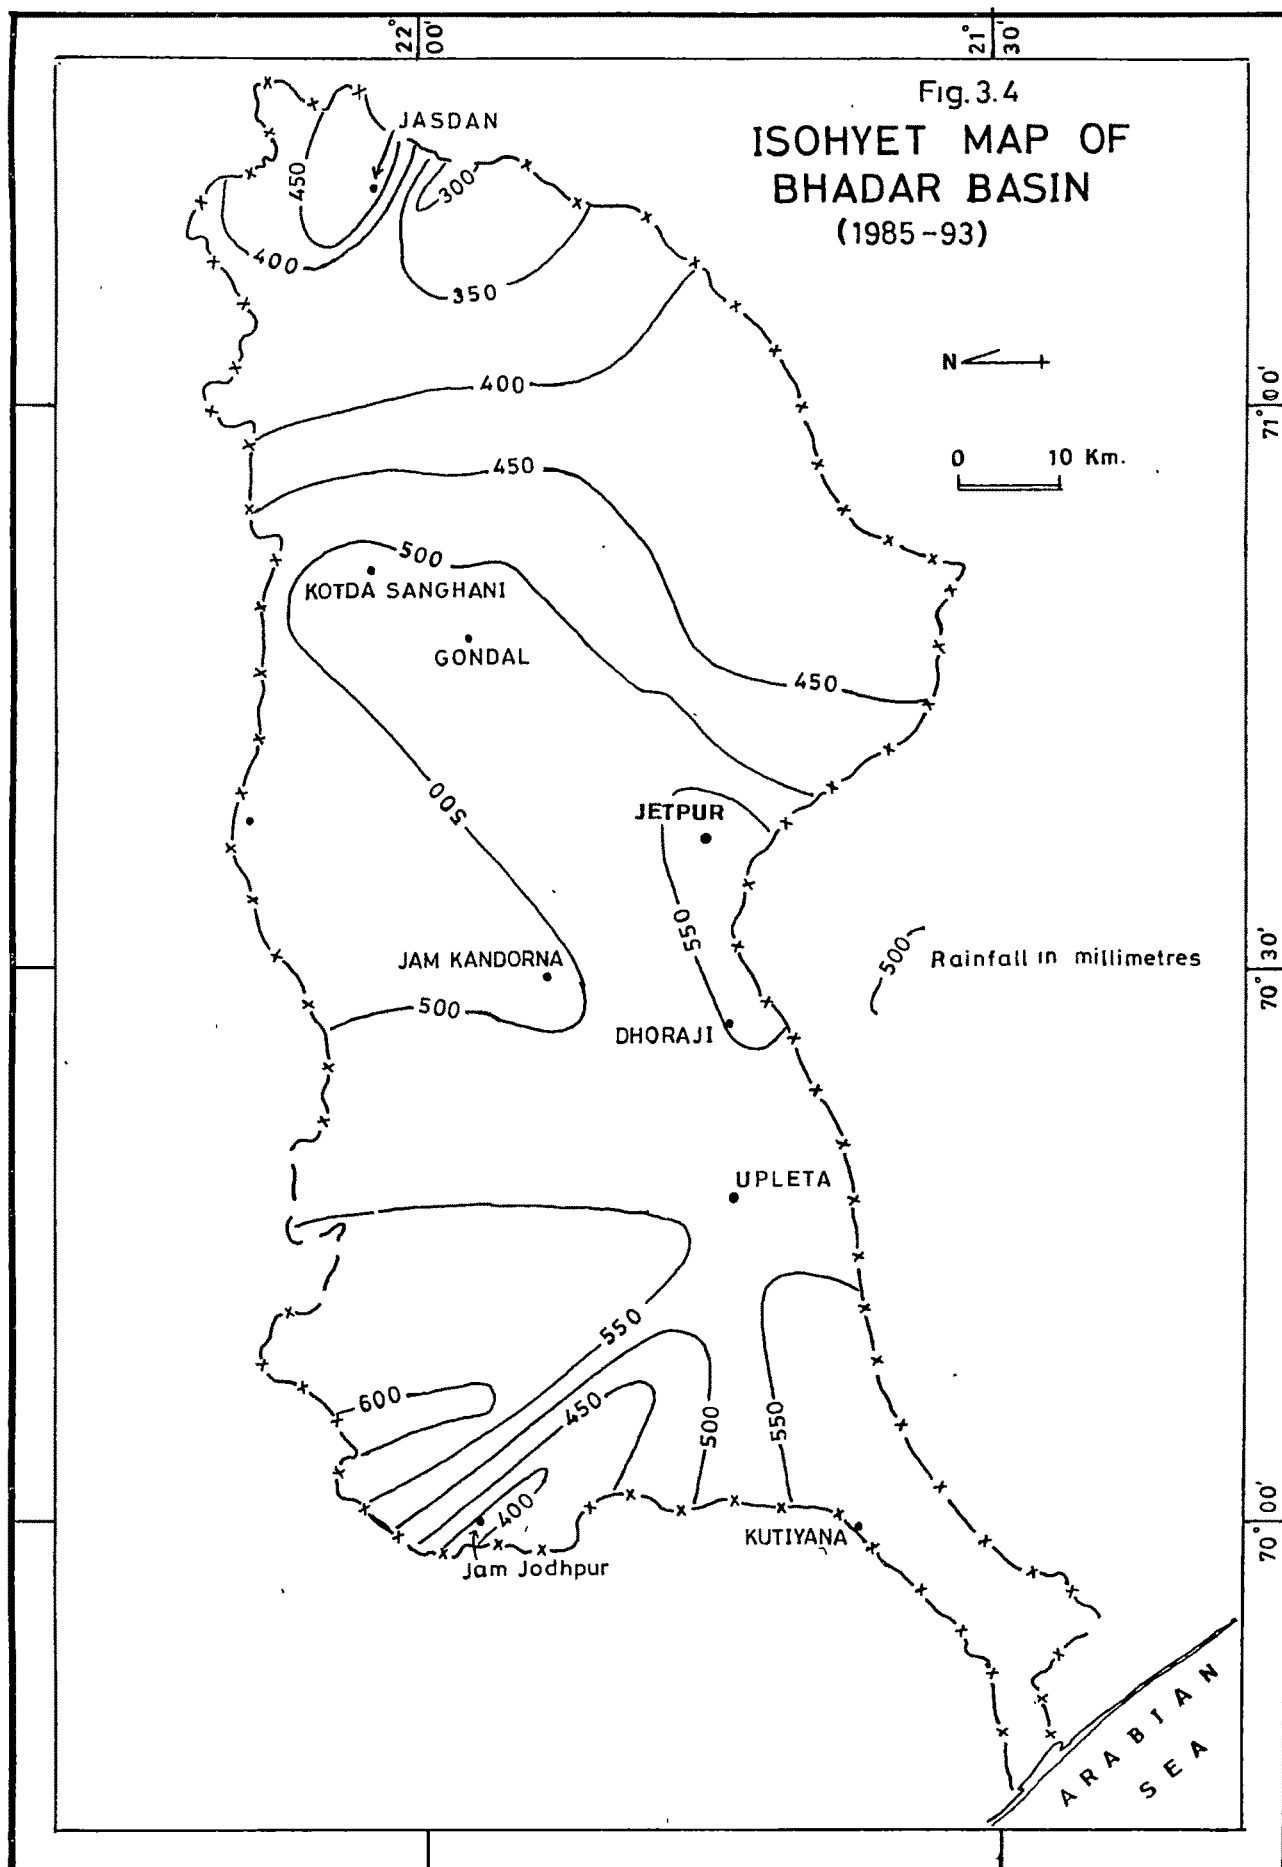 22° 00'
21° 30'
Fig. 3.4
ISOHYET MAP OF
BHADAR BASIN
(1985-93)
JASDAN
450
300
400
350
N
400
71° 00'
450
0 10 Km.
500
KOTDA SANGHANI
GONDAL
450
500
JETPUR
550
JAM KANDORNA
500 Rainfall in millimetres
70° 30'
500
DHORAJI
UPLETA
550
600
450
500
550
400
KUTIYANA
70° 00'
Jam Jodhpur
ARABIAN
SEA